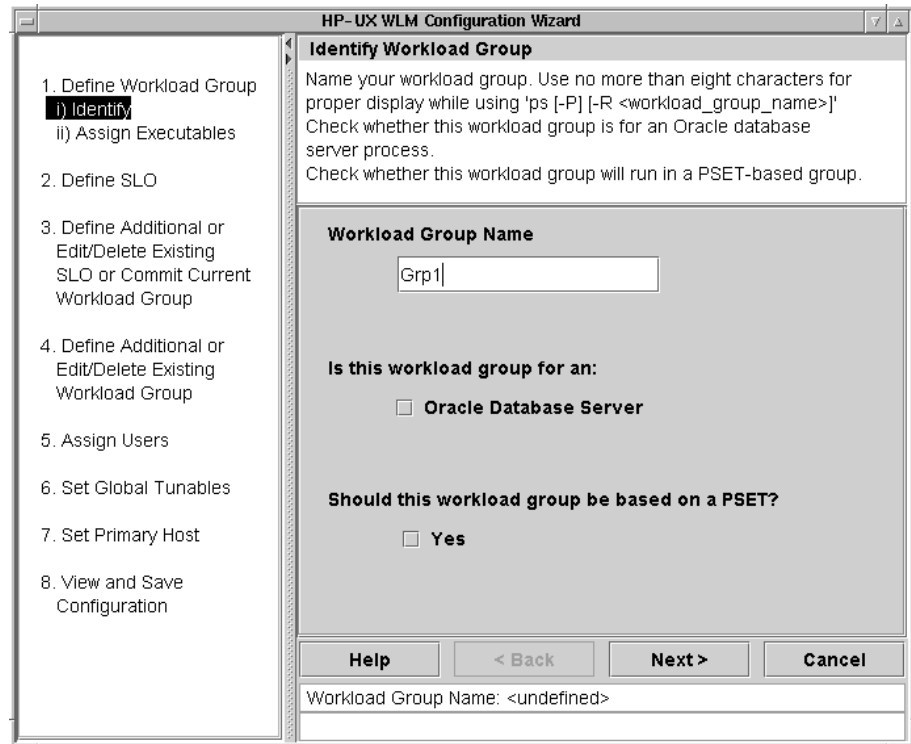 HP-UX WLM Configuration Wizard
1. Define Workload Group
i) Identify
ii) Assign Executables
2. Define SLO
3. Define Additional or
Edit/Delete Existing
SLO or Commit Current
Workload Group
4. Define Additional or
Edit/Delete Existing
Workload Group
5. Assign Users
6. Set Global Tunables
7. Set Primary Host
8. View and Save
Configuration
Identify Workload Group
Name your workload group. Use no more than eight characters for
proper display while using 'ps [-P] [-R <workload_group_name>]'
Check whether this workload group is for an Oracle database
server process.
Check whether this workload group will run in a PSET-based group.
Workload Group Name
Grp1
Is this workload group for an:
Oracle Database Server
Should this workload group be based on a PSET?
Yes
Help < Back Next > Cancel
Workload Group Name: <undefined>